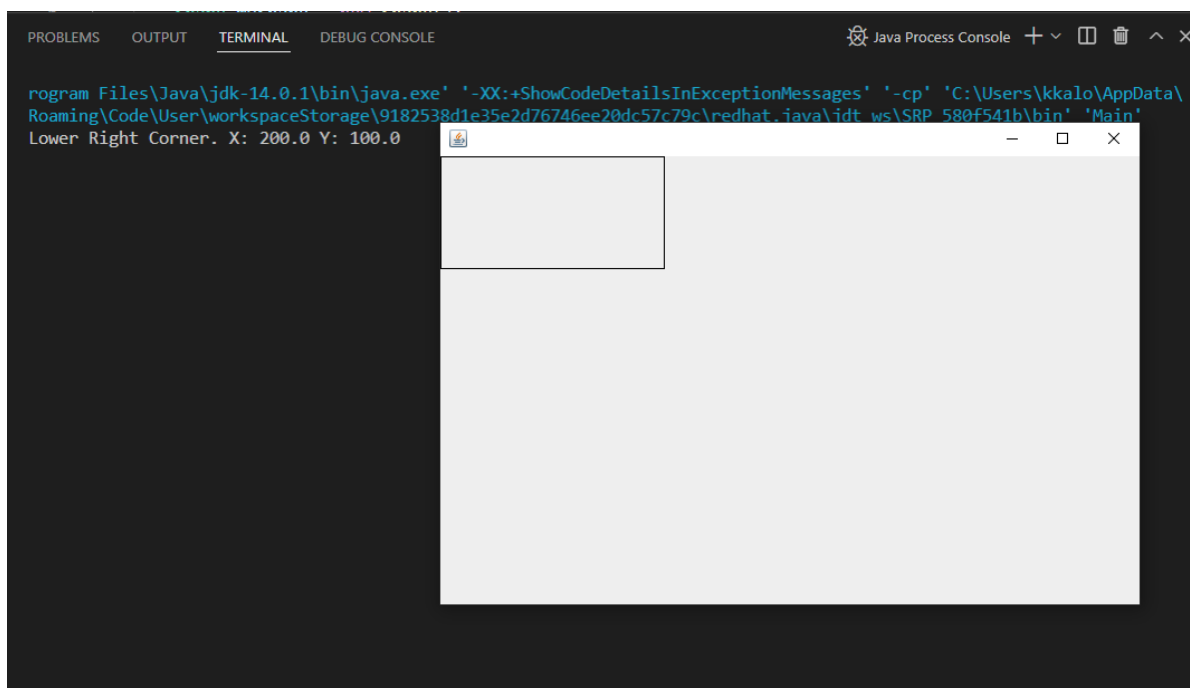 PROBLEMS OUTPUT TERMINAL DEBUG CONSOLE Java Process Console
rogram Files\Java\jdk-14.0.1\bin\java.exe' '-XX:+ShowCodeDetailsInExceptionMessages' '-cp' 'C:\Users\kkalo\AppData\
Roaming\Code\User\workspaceStorage\9182538d1e35e2d76746ee20dc57c79c\redhat.java\jdt_ws\SRP_580f541b\bin' 'Main'
Lower Right Corner. X: 200.0 Y: 100.0